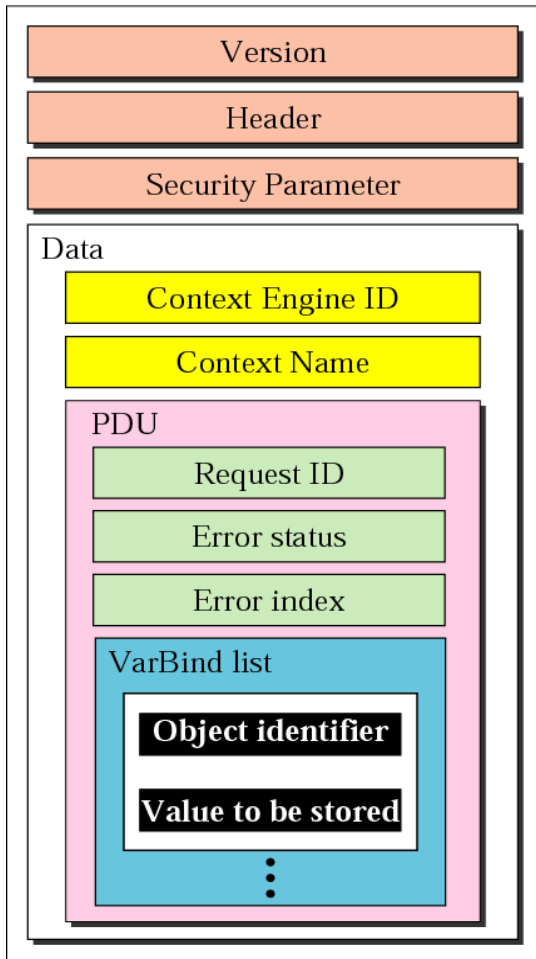 Version
Header
Security Parameter
Data
Context Engine ID
Context Name
PDU
Request ID
Error status
Error index
VarBind list
Object identifier
Value to be stored